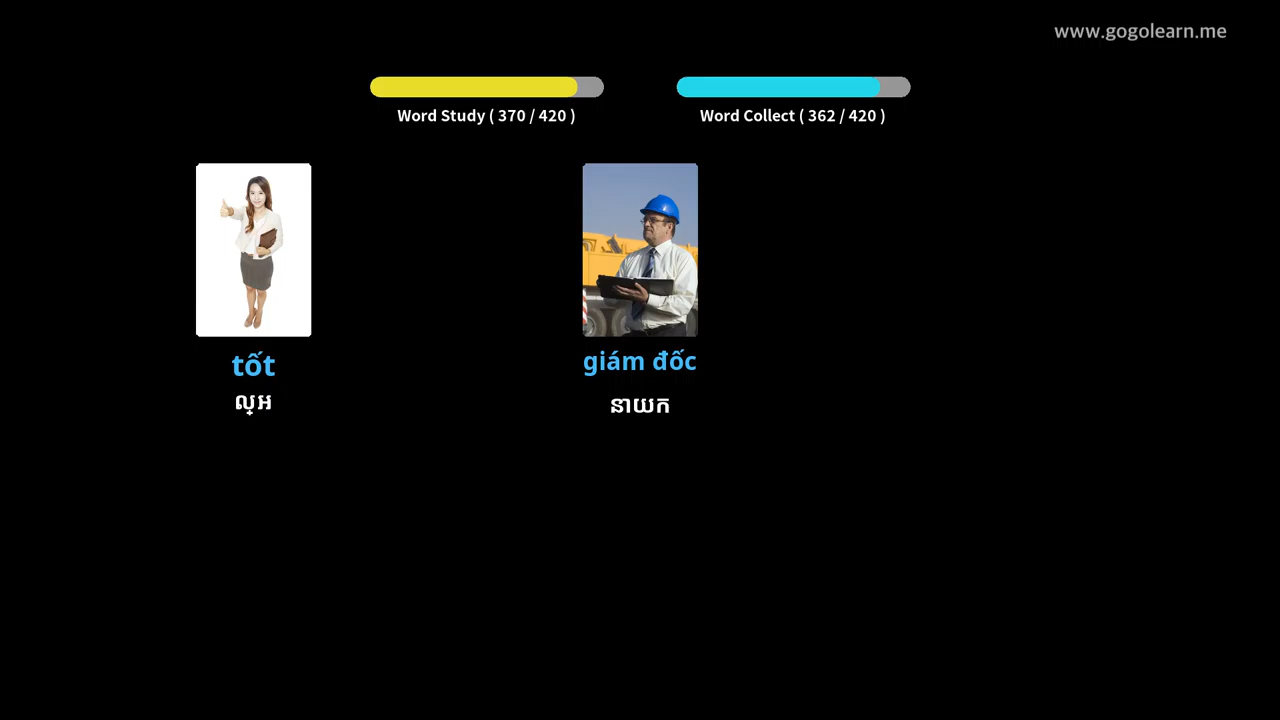 www.gogolearn.me
Word Study ( 370 / 420 )
Word Collect ( 362 / 420 )
tốt
ល្អ
giám đốc
នាយក